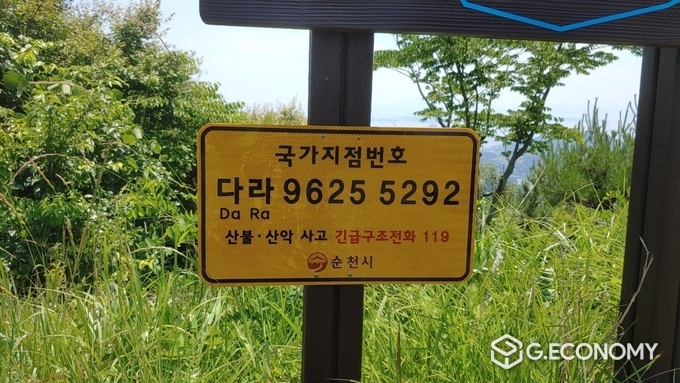 국가지점번호
다라 9625 5292
Da Ra
산불·산악 사고 긴급구조전화 119
순천시
G.ECONOMY